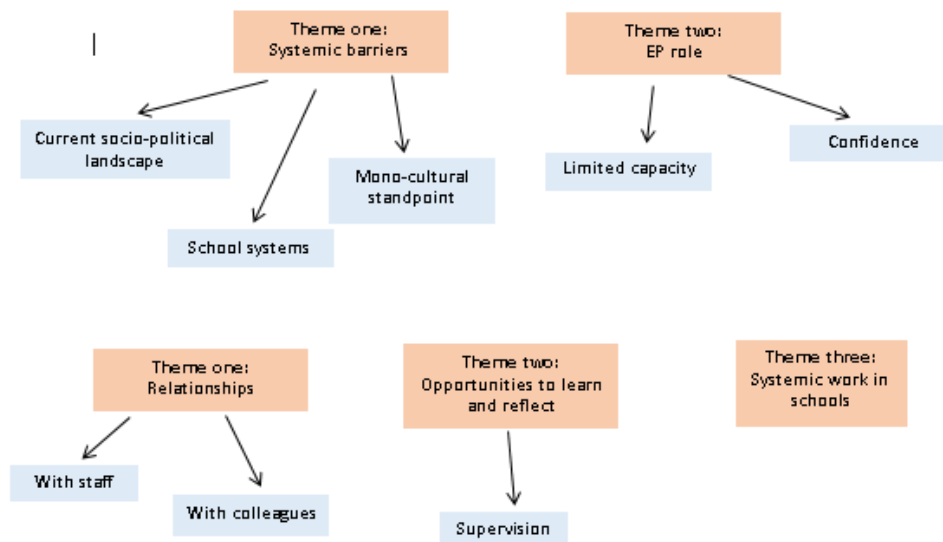 Theme one:
Systemic barriers
Theme two:
EP role
Current socio-political
landscape
Mono-cultural
standpoint
School systems
Limited capacity
Confidence
Theme one:
Relationships
Theme two:
Opportunities to learn
and reflect
Theme three:
Systemic work in
schools
With staff
With colleagues
Supervision